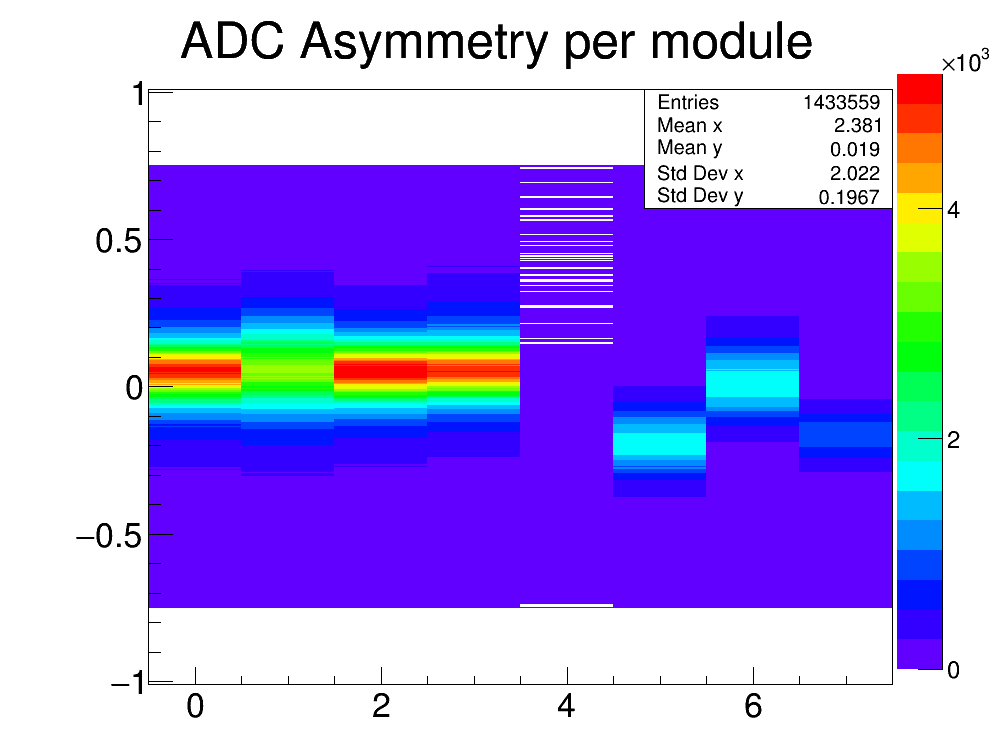 ADC Asymmetry per module
×10³
Entries 1433559
Mean x 2.381
Mean y 0.019
Std Dev x 2.022
Std Dev y 0.1967
1
0.5
0
−0.5
−1
0 2 4 6
4
2
0